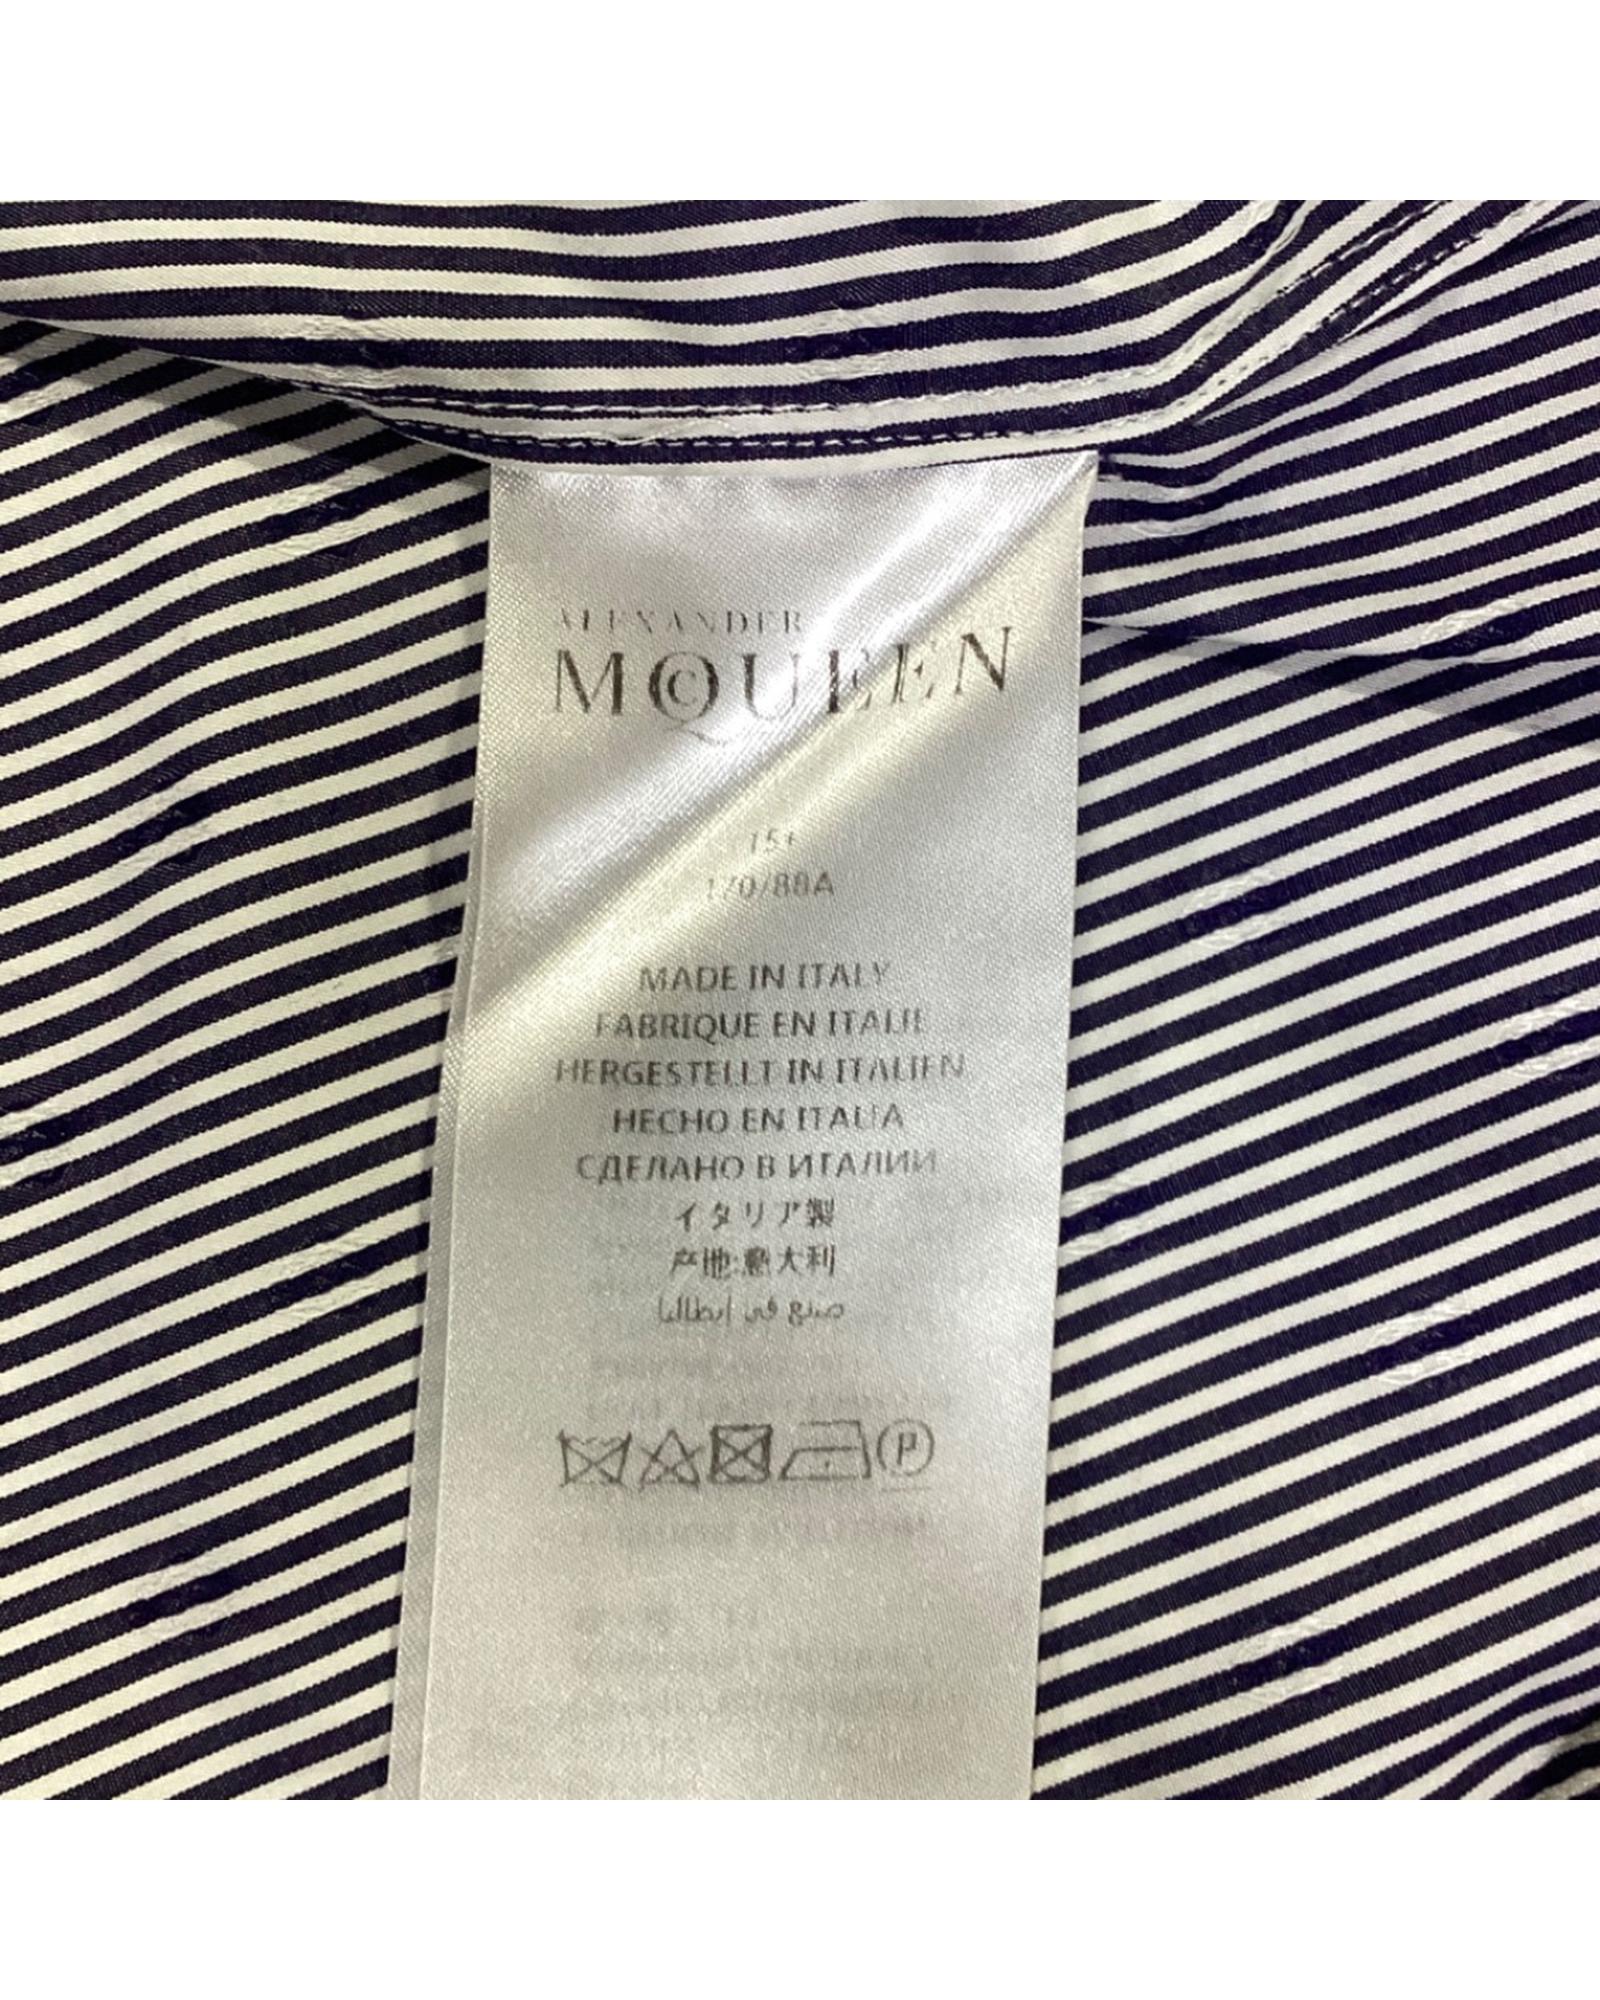 ALEXANDER
MCQUEEN
15+
170/88A
MADE IN ITALY
FABRIQUE EN ITALIE
HERGESTELLT IN ITALIEN
HECHO EN ITALIA
СДЕЛАНО В ИТАЛИИ
イタリア製
产地:意大利
صنع في إيطاليا
P